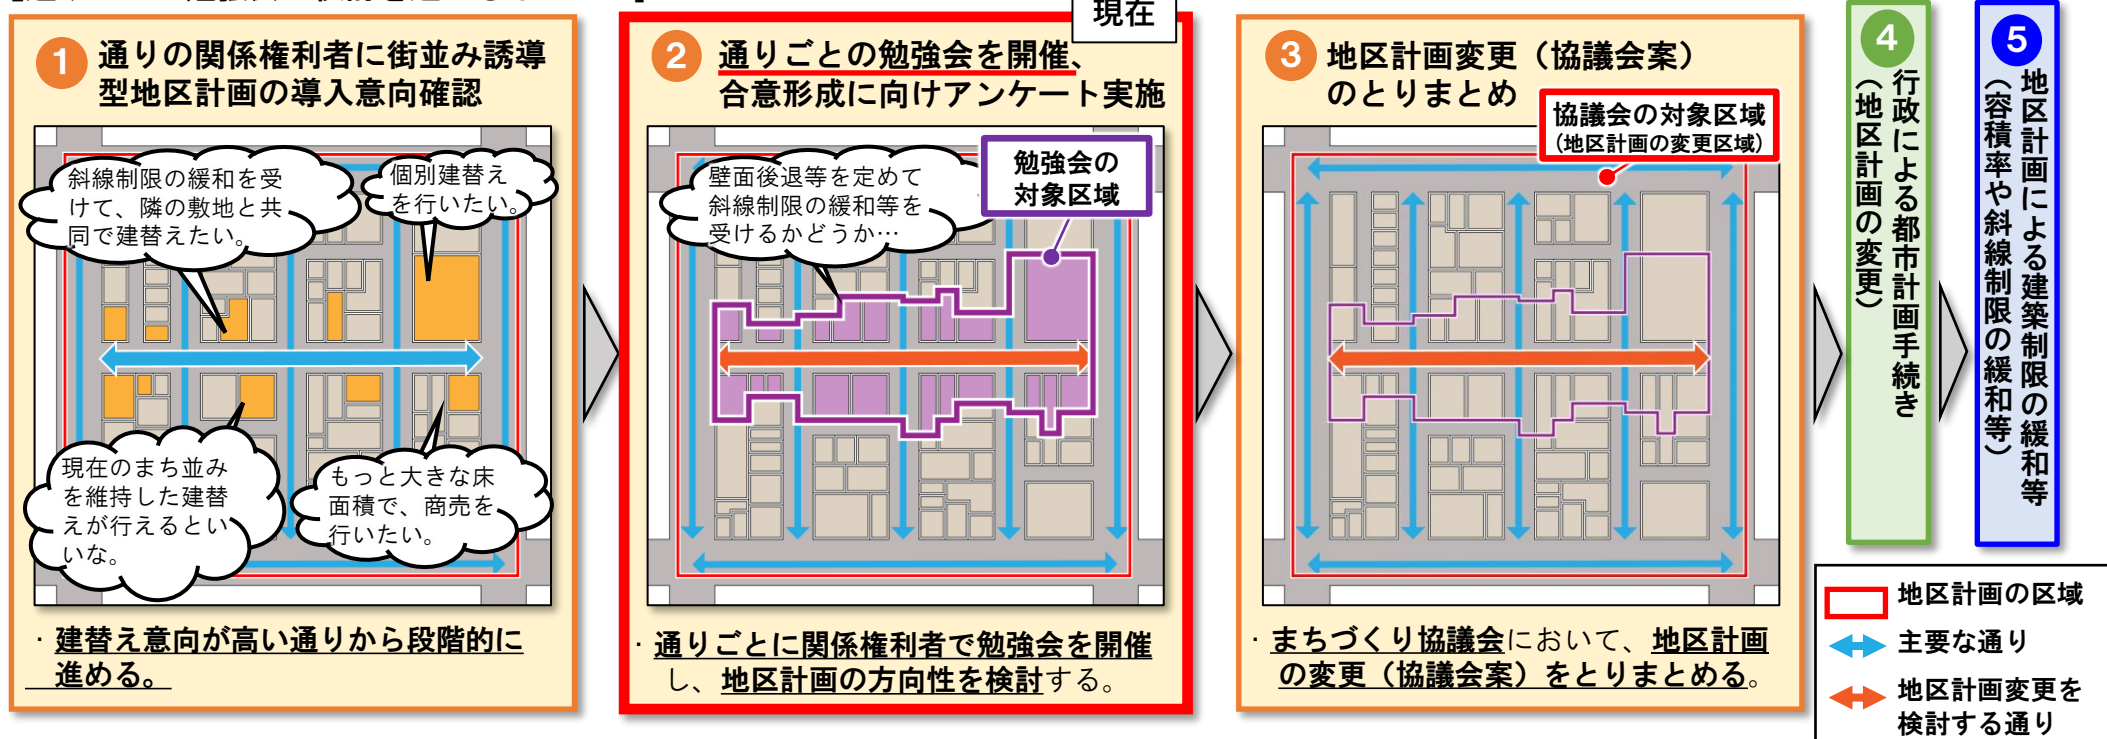 現在
1 通りの関係権利者に街並み誘導
型地区計画の導入意向確認
斜線制限の緩和を受
けて、隣の敷地と共
同で建替えたい。
個別建替え
を行いたい。
現在のまち並み
を維持した建替
えが行えるとい
いな。
もっと大きな床
面積で、商売を
行いたい。
・建替え意向が高い通りから段階的に
進める。
2 通りごとの勉強会を開催、
合意形成に向けアンケート実施
壁面後退等を定めて
斜線制限の緩和等を
受けるかどうか…
勉強会の
対象区域
・通りごとに関係権利者で勉強会を開催
し、地区計画の方向性を検討する。
3 地区計画変更（協議会案）
のとりまとめ
協議会の対象区域
（地区計画の変更区域）
・まちづくり協議会において、地区計画
の変更（協議会案）をとりまとめる。
4
行政による都市計画手続き
（地区計画の変更）
5
地区計画による建築制限の緩和等
（容積率や斜線制限の緩和等）
地区計画の区域
主要な通り
地区計画変更を
検討する通り